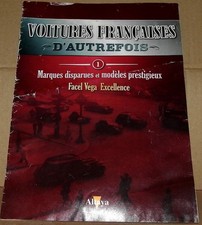 VOITURES FRANÇAISES
D'AUTREFOIS
1
Marques disparues et modèles prestigieux
Facel Vega Excellence
Altaya